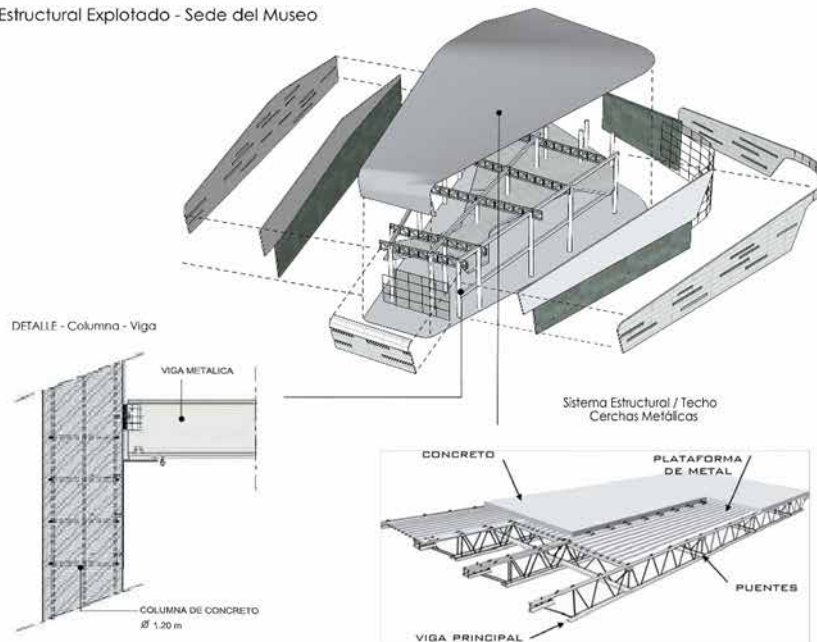 Estructural Explotado - Sede del Museo
DETALLE - Columna - Viga
VIGA METALICA
COLUMNA DE CONCRETO
Ø 1.20 m
Sistema Estructural / Techo
Cerchas Metálicas
CONCRETO
PLATAFORMA
DE METAL
PUENTES
VIGA PRINCIPAL